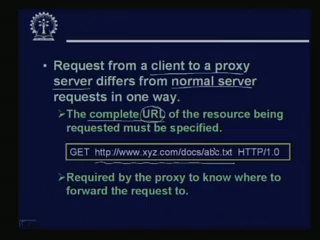 • Request from a client to a proxy
server differs from normal server
requests in one way.
➢The complete URL of the resource being
requested must be specified.
GET http://www.xyz.com/docs/abc.txt HTTP/1.0
➢Required by the proxy to know where to
forward the request to.